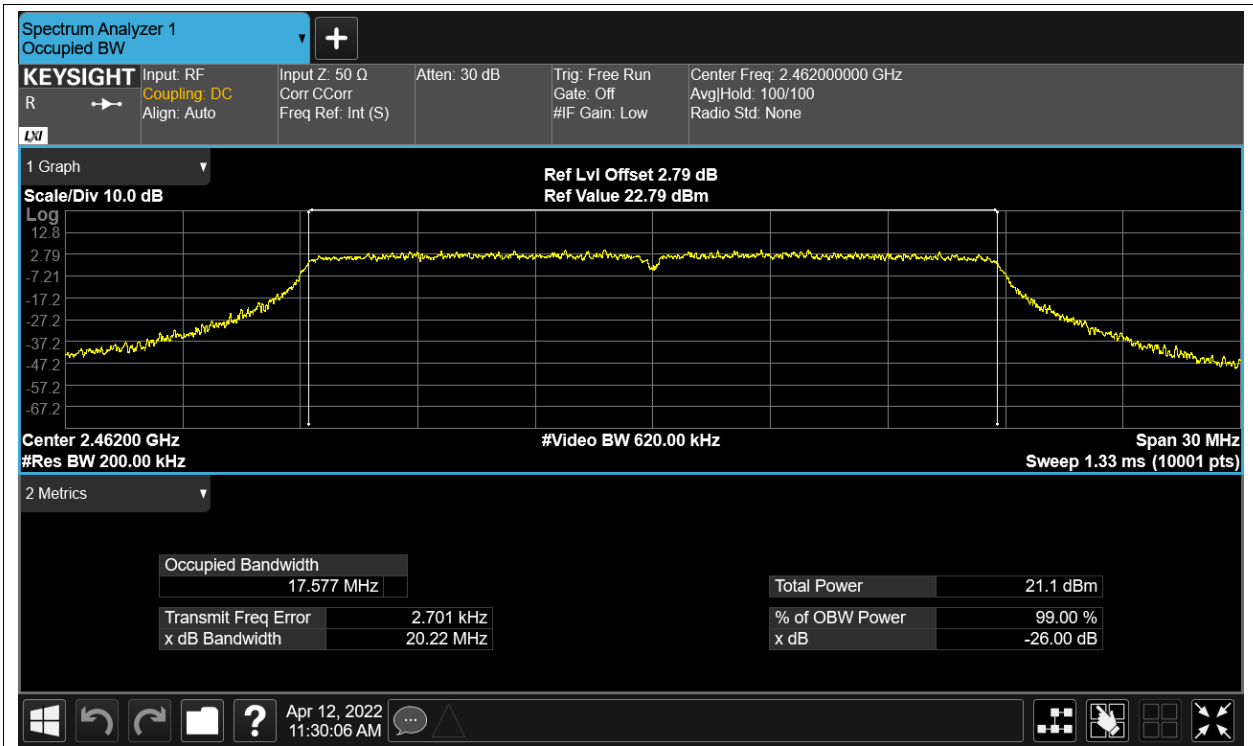 Spectrum Analyzer 1
Occupied BW
+
KEYSIGHT
R
LXI
Input: RF
Coupling: DC
Align: Auto
Input Z: 50 Ω
Corr CCorr
Freq Ref: Int (S)
Atten: 30 dB
Trig: Free Run
Gate: Off
#IF Gain: Low
Center Freq: 2.462000000 GHz
Avg|Hold: 100/100
Radio Std: None
1 Graph
Scale/Div 10.0 dB
Ref Lvl Offset 2.79 dB
Ref Value 22.79 dBm
Log
12.8
2.79
-7.21
-17.2
-27.2
-37.2
-47.2
-57.2
-67.2
Center 2.46200 GHz
#Video BW 620.00 kHz
Span 30 MHz
#Res BW 200.00 kHz
Sweep 1.33 ms (10001 pts)
2 Metrics
Occupied Bandwidth
17.577 MHz
Total Power 21.1 dBm
Transmit Freq Error 2.701 kHz
% of OBW Power 99.00 %
x dB Bandwidth 20.22 MHz
x dB -26.00 dB
?
Apr 12, 2022
11:30:06 AM